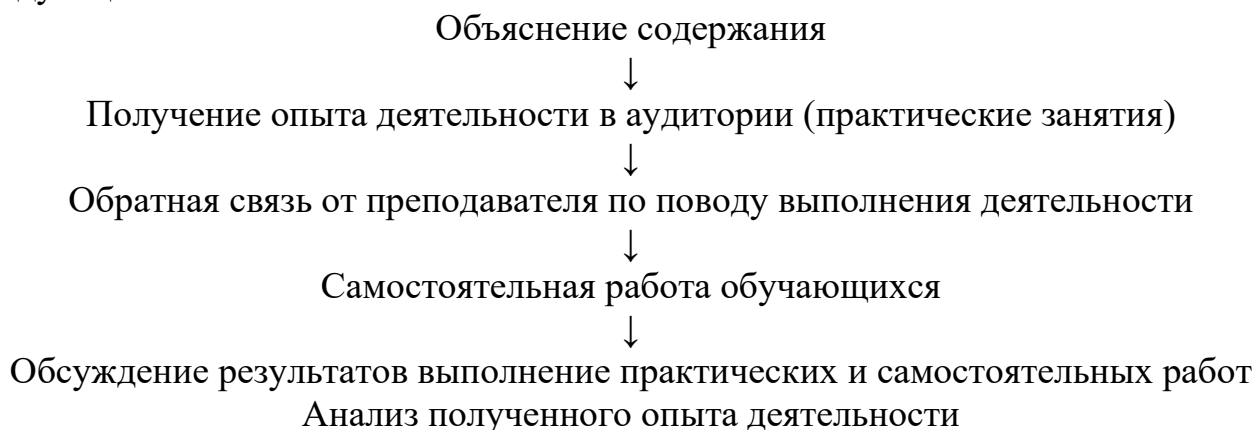 Объяснение содержания
↓
Получение опыта деятельности в аудитории (практические занятия)
↓
Обратная связь от преподавателя по поводу выполнения деятельности
↓
Самостоятельная работа обучающихся
↓
Обсуждение результатов выполнение практических и самостоятельных работ
Анализ полученного опыта деятельности